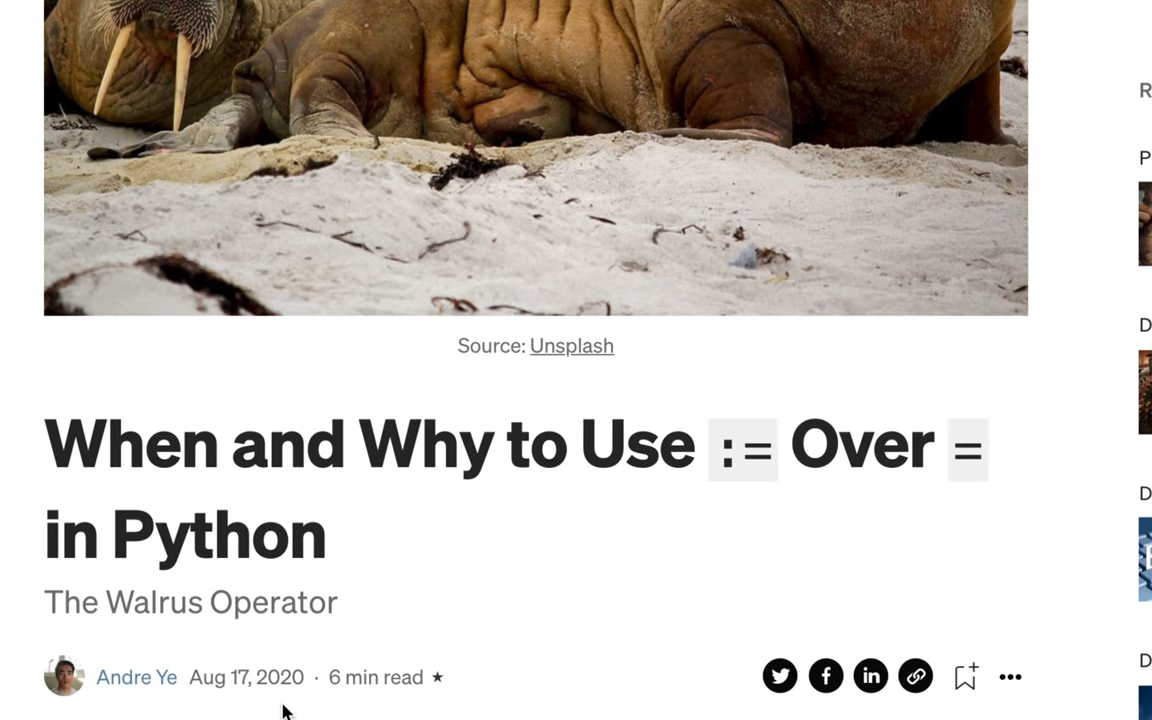 Source: Unsplash
When and Why to Use := Over =
in Python
The Walrus Operator
Andre Ye Aug 17, 2020 · 6 min read ★
in
R
P
D
D
D